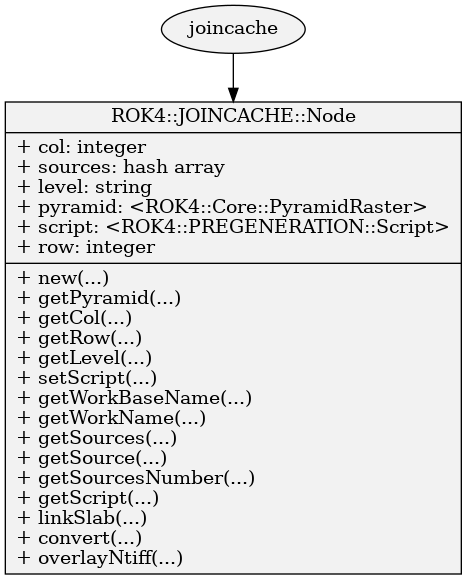 joincache
ROK4::JOINCACHE::Node
+ col: integer
+ sources: hash array
+ level: string
+ pyramid: <ROK4::Core::PyramidRaster>
+ script: <ROK4::PREGENERATION::Script>
+ row: integer
+ new(...)
+ getPyramid(...)
+ getCol(...)
+ getRow(...)
+ getLevel(...)
+ setScript(...)
+ getWorkBaseName(...)
+ getWorkName(...)
+ getSources(...)
+ getSource(...)
+ getSourcesNumber(...)
+ getScript(...)
+ linkSlab(...)
+ convert(...)
+ overlayNtiff(...)